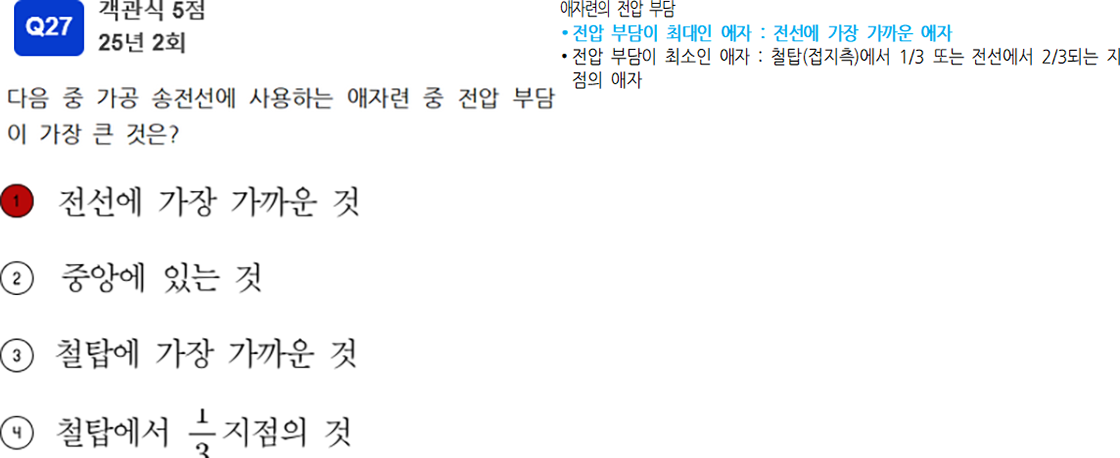 Q27
객관식 5점
25년 2회
다음 중 가공 송전선에 사용하는 애자련 중 전압 부담
이 가장 큰 것은?
1 전선에 가장 가까운 것
2 중앙에 있는 것
3 철탑에 가장 가까운 것
4 철탑에서 1/3 지점의 것
애자련의 전압 부담
• 전압 부담이 최대인 애자 : 전선에 가장 가까운 애자
• 전압 부담이 최소인 애자 : 철탑(접지측)에서 1/3 또는 전선에서 2/3되는 지
점의 애자